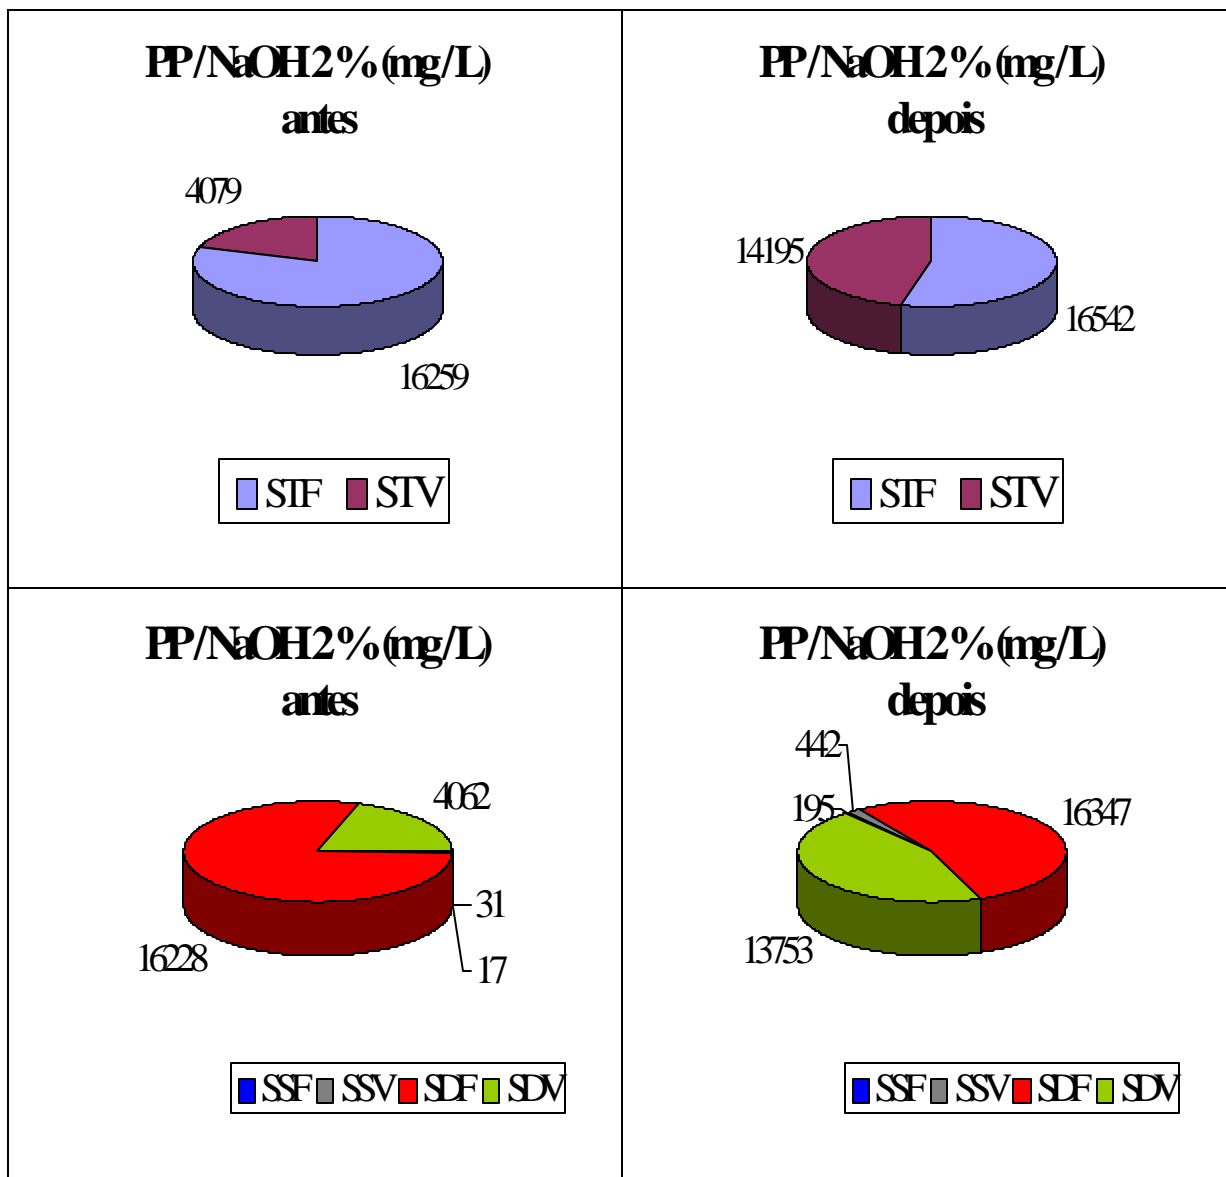 PP/NaOH 2% (mg/L)
antes
4079
16259
STF STV
PP/NaOH 2% (mg/L)
depois
14195
16542
STF STV
PP/NaOH 2% (mg/L)
antes
4062
31
16228
17
SSF SSV SDF SDV
PP/NaOH 2% (mg/L)
depois
442
195
16347
13753
SSF SSV SDF SDV